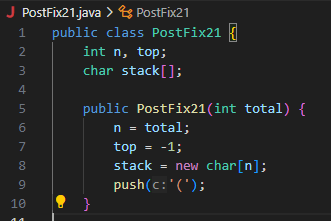 PostFix21.java > PostFix21
1 public class PostFix21 {
2     int n, top;
3     char stack[];
4
5     public PostFix21(int total) {
6         n = total;
7         top = -1;
8         stack = new char[n];
9         push(c:'(');
10     }
11